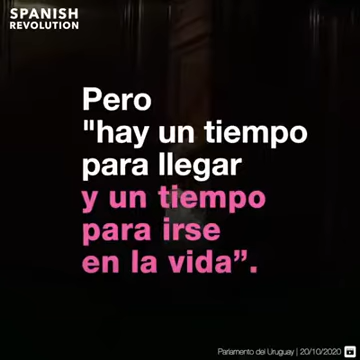 SPANISH
REVOLUTION
Pero
"hay un tiempo
para llegar
y un tiempo
para irse
en la vida”.
Parlamento del Uruguay | 20/10/2020